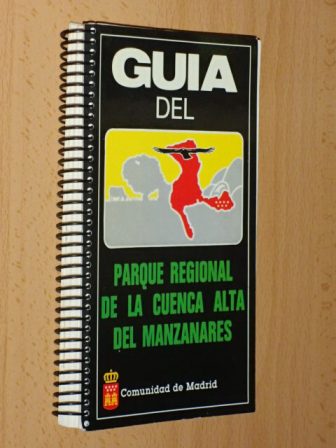 GUIA
DEL
PARQUE REGIONAL
DE LA CUENCA ALTA
DEL MANZANARES
Comunidad de Madrid